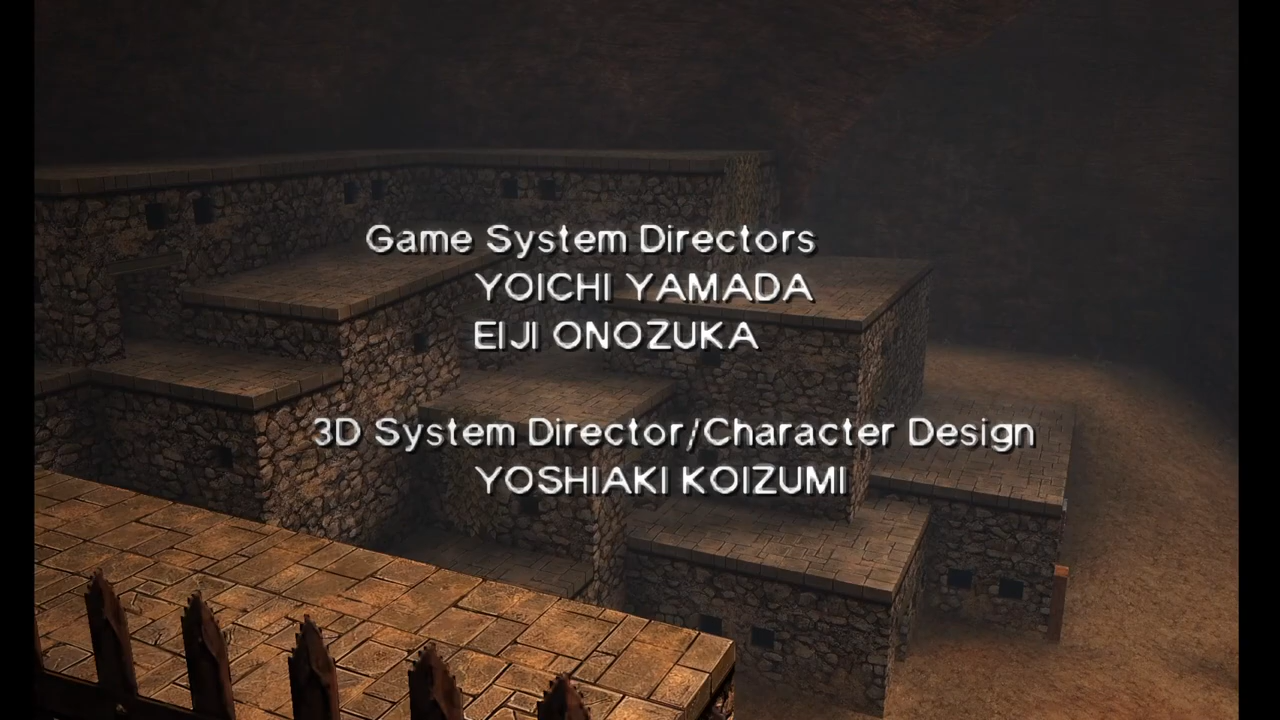 Game System Directors
YOICHI YAMADA
EIJI ONOZUKA
3D System Director/Character Design
YOSHIAKI KOIZUMI